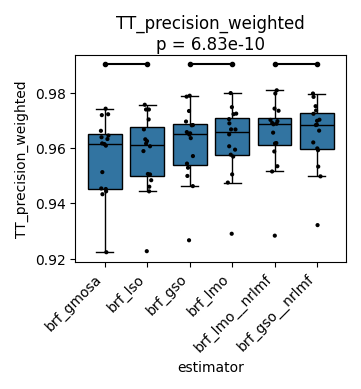 TT_precision_weighted
p = 6.83e-10
TT_precision_weighted
0.98
0.96
0.94
0.92
brf_gmosa
brf_lso
brf_gso
brf_lmo
brf_lmo__nrlmf
brf_gso__nrlmf
estimator